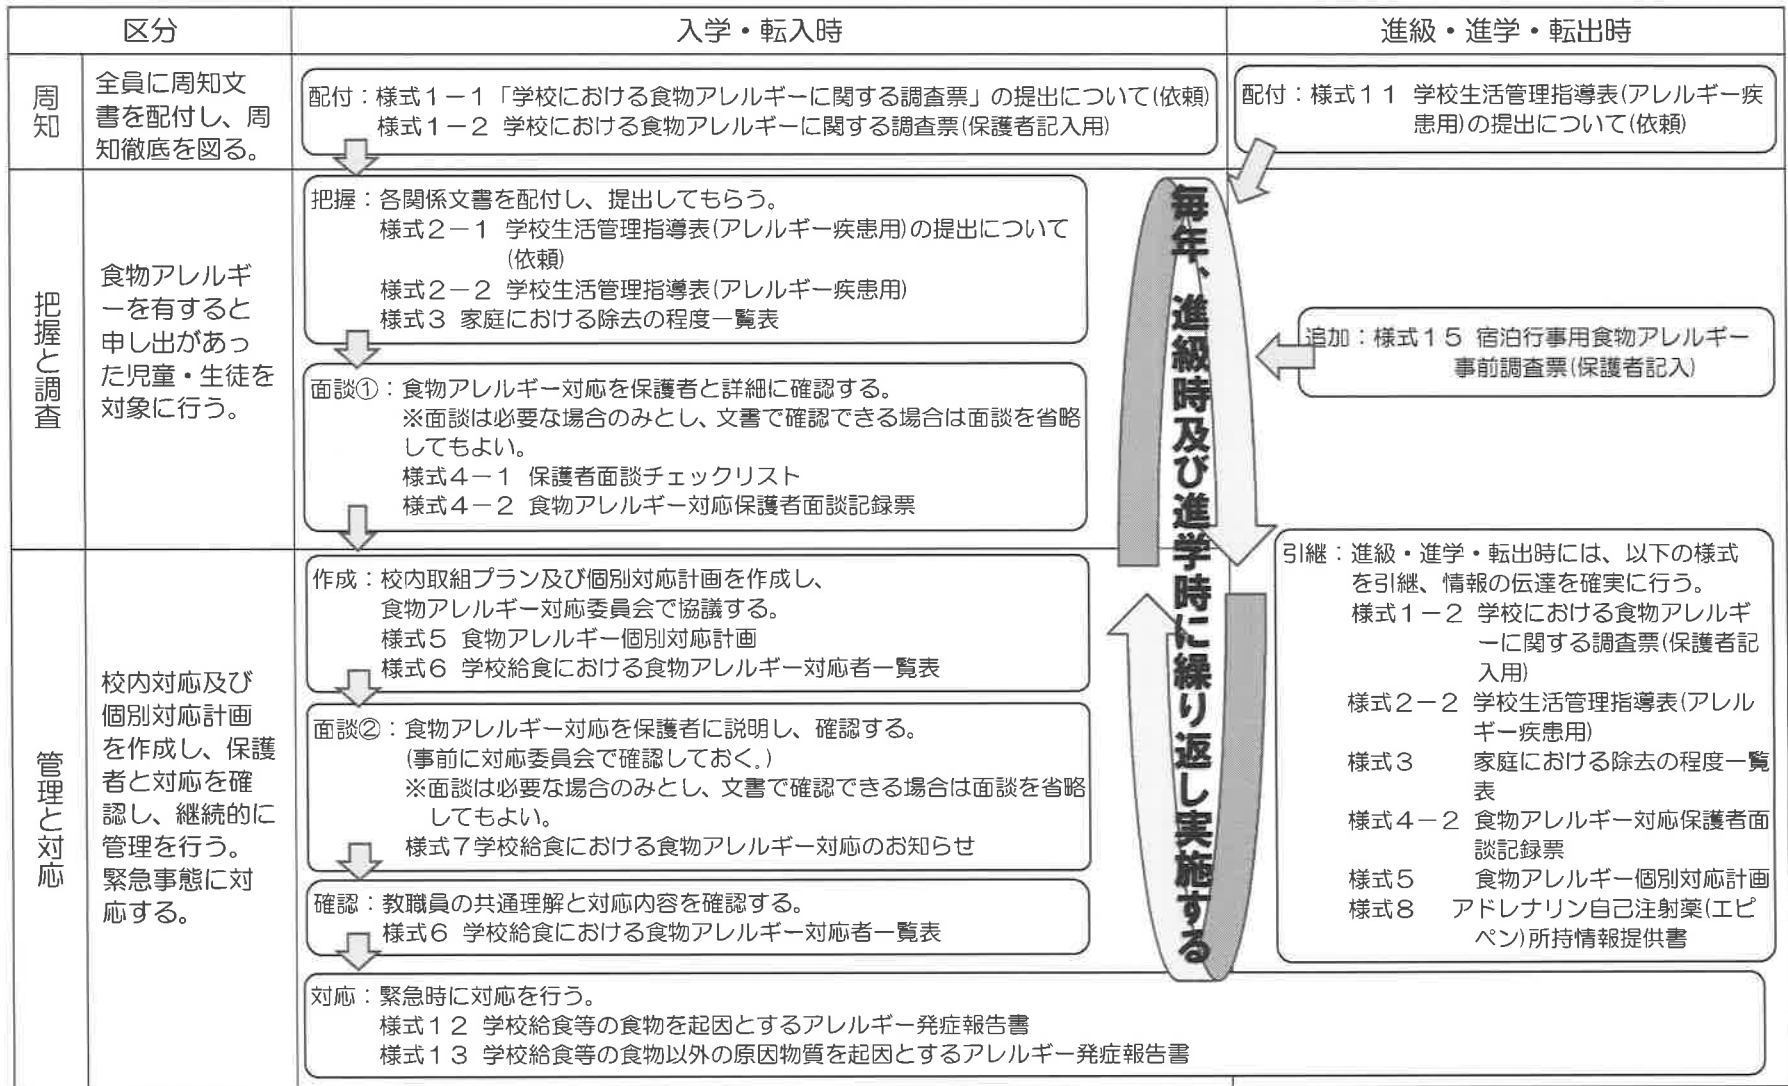 区分
入学・転入時
進級・進学・転出時
周知
全員に周知文
書を配付し、周
知徹底を図る。
配付：様式１－１「学校における食物アレルギーに関する調査票」の提出について(依頼)
様式１－２ 学校における食物アレルギーに関する調査票(保護者記入用)
配付：様式１１ 学校生活管理指導表(アレルギー疾
患用)の提出について(依頼)
把握と調査
食物アレルギ
ーを有すると
申し出があっ
た児童・生徒を
対象に行う。
把握：各関係文書を配付し、提出してもらう。
様式２－１ 学校生活管理指導表(アレルギー疾患用)の提出について
(依頼)
様式２－２ 学校生活管理指導表(アレルギー疾患用)
様式３ 家庭における除去の程度一覧表
面談①：食物アレルギー対応を保護者と詳細に確認する。
※面談は必要な場合のみとし、文書で確認できる場合は面談を省略
してもよい。
様式４－１ 保護者面談チェックリスト
様式４－２ 食物アレルギー対応保護者面談記録票
毎年、進級時及び進学時に繰り返し実施する
追加：様式１５ 宿泊行事用食物アレルギー
事前調査票(保護者記入)
管理と対応
校内対応及び
個別対応計画
を作成し、保護
者と対応を確
認し、継続的に
管理を行う。
緊急事態に対
応する。
作成：校内取組プラン及び個別対応計画を作成し、
食物アレルギー対応委員会で協議する。
様式５ 食物アレルギー個別対応計画
様式６ 学校給食における食物アレルギー対応者一覧表
面談②：食物アレルギー対応を保護者に説明し、確認する。
(事前に対応委員会で確認しておく。)
※面談は必要な場合のみとし、文書で確認できる場合は面談を省略
してもよい。
様式７学校給食における食物アレルギー対応のお知らせ
確認：教職員の共通理解と対応内容を確認する。
様式６ 学校給食における食物アレルギー対応者一覧表
引継：進級・進学・転出時には、以下の様式
を引継、情報の伝達を確実に行う。
様式１－２ 学校における食物アレルギ
ーに関する調査票(保護者記
入用)
様式２－２ 学校生活管理指導表(アレル
ギー疾患用)
様式３ 家庭における除去の程度一覧
表
様式４－２ 食物アレルギー対応保護者面
談記録票
様式５ 食物アレルギー個別対応計画
様式８ アドレナリン自己注射薬(エピ
ペン)所持情報提供書
対応：緊急時に対応を行う。
様式１２ 学校給食等の食物を起因とするアレルギー発症報告書
様式１３ 学校給食等の食物以外の原因物質を起因とするアレルギー発症報告書